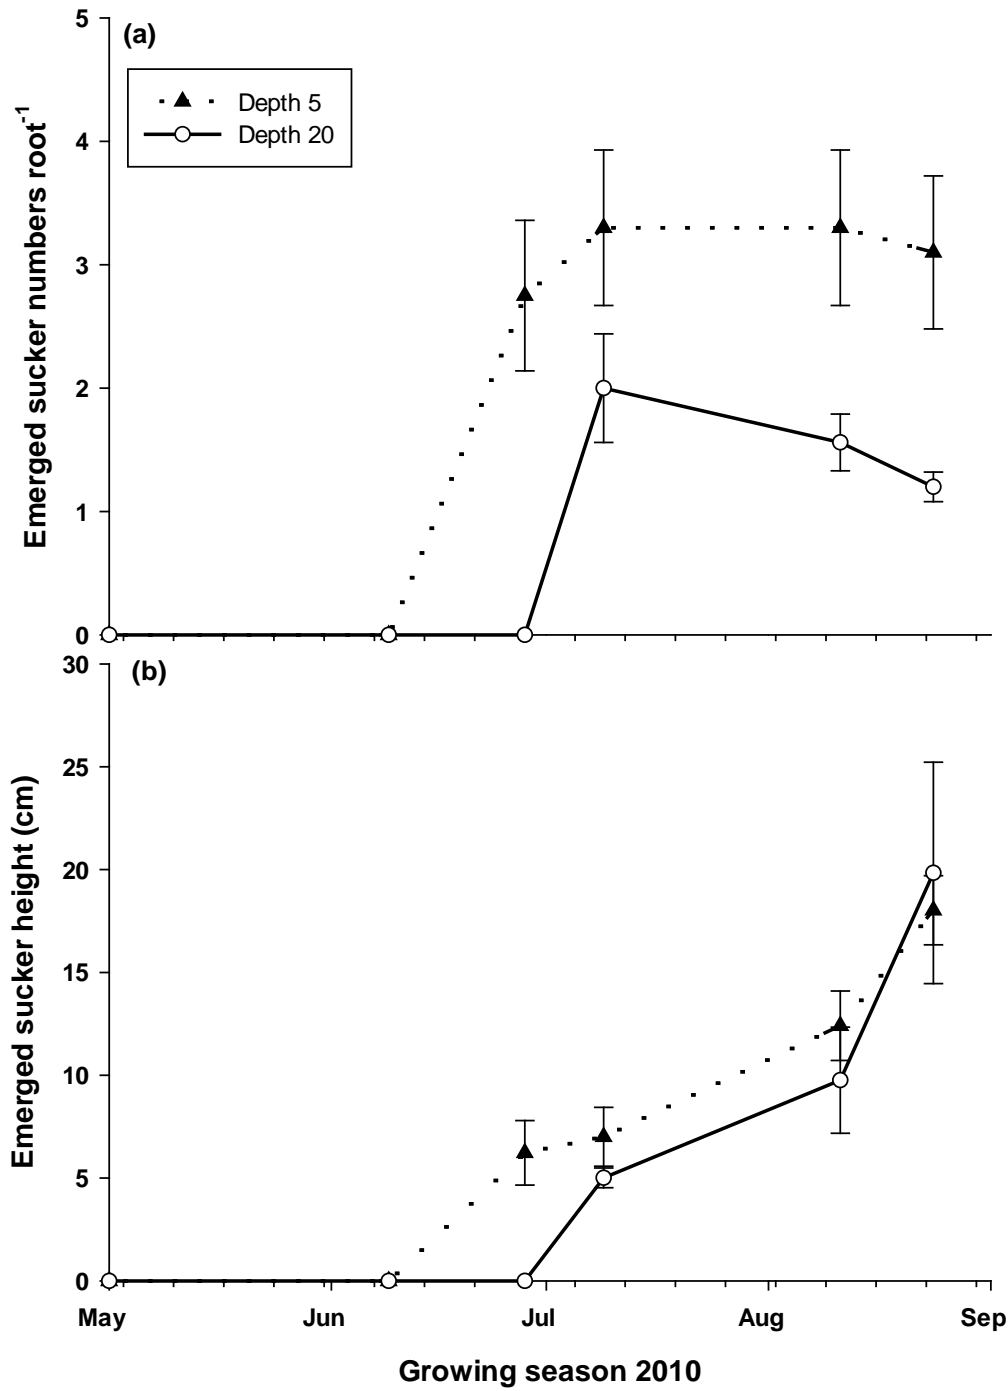 (a)
Depth 5
Depth 20
5
4
3
2
1
0
Emerged sucker numbers root⁻¹
(b)
30
25
20
15
10
5
0
Emerged sucker height (cm)
May Jun Jul Aug Sep
Growing season 2010